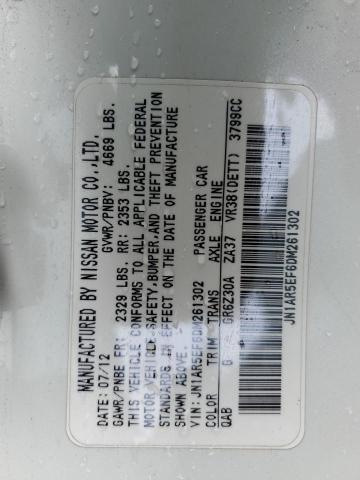 MANUFACTURED BY NISSAN MOTOR CO.,LTD.
DATE: 07/12 GVWR/PNBV: 4669 LBS.
GAWR/PNBE FR: 2329 LBS. RR: 2353 LBS.
THIS VEHICLE CONFORMS TO ALL APPLICABLE FEDERAL
MOTOR VEHICLE SAFETY,BUMPER,AND THEFT PREVENTION
STANDARDS IN EFFECT ON THE DATE OF MANUFACTURE
SHOWN ABOVE.
VIN: JN1AR5EF6DM261302 PASSENGER CAR
COLOR TRIM TRANS AXLE ENGINE
QAB G GR6Z30A ZA37 VR38(DETT) 3799CC
JN1AR5EF6DM261302